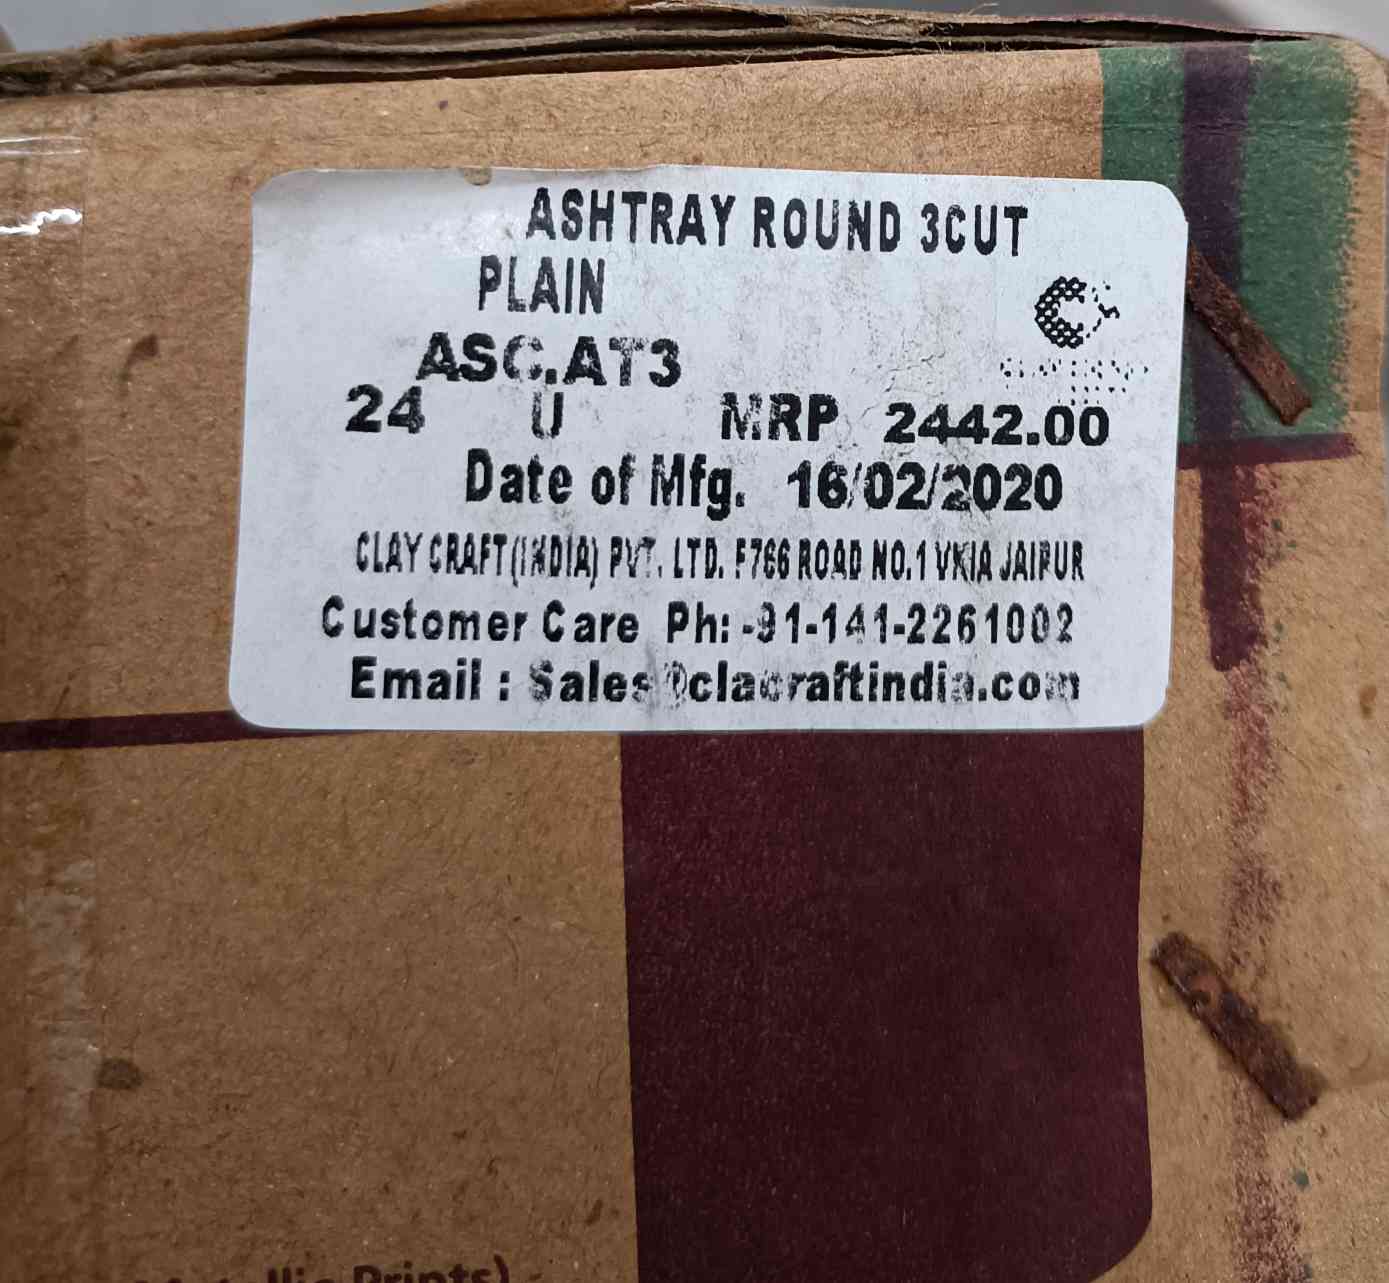 ASHTRAY ROUND 3CUT
PLAIN
ASC.AT3
24 U MRP 2442.00
Date of Mfg. 16/02/2020
CLAY CRAFT(INDIA) PVT. LTD. F766 ROAD NO.1 VKIA JAIPUR
Customer Care Ph: -91-141-2261002
Email : Sales@clacraftindia.com
Prints)